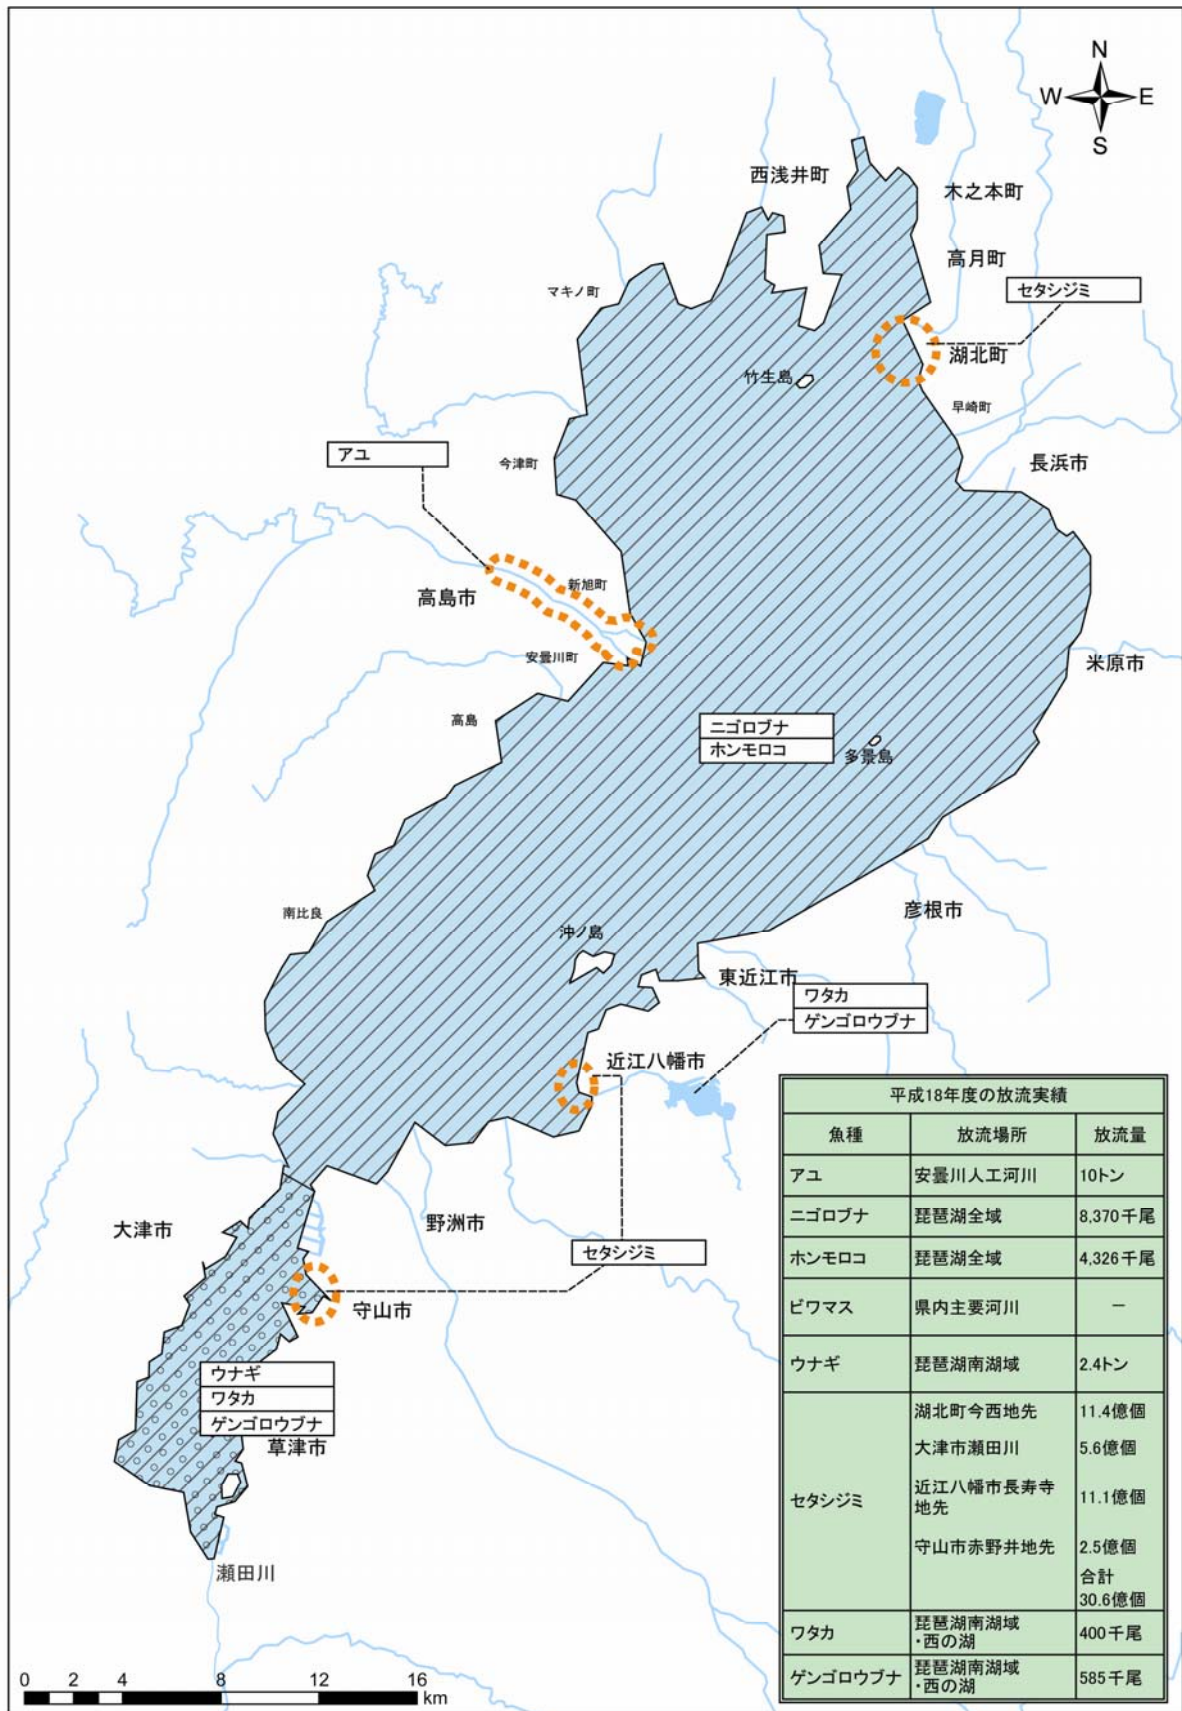 N
W
E
S
西浅井町
木之本町
高月町
セタシジミ
マキノ町
湖北町
竹生島
早崎町
アユ
今津町
長浜市
新旭町
高島市
安曇川町
米原市
高島
ニゴロブナ
ホンモロコ
多景島
南比良
彦根市
沖ノ島
東近江市
ワタカ
ゲンゴロウブナ
近江八幡市
大津市
野洲市
セタシジミ
守山市
ウナギ
ワタカ
ゲンゴロウブナ
草津市
瀬田川
0 2 4 8 12 16
km
平成18年度の放流実績
魚種 放流場所 放流量
アユ 安曇川人工河川 10トン
ニゴロブナ 琵琶湖全域 8,370千尾
ホンモロコ 琵琶湖全域 4,326千尾
ビワマス 県内主要河川 －
ウナギ 琵琶湖南湖域 2.4トン
セタシジミ
湖北町今西地先 11.4億個
大津市瀬田川 5.6億個
近江八幡市長寿寺
地先
11.1億個
守山市赤野井地先 2.5億個
合計
30.6億個
ワタカ
琵琶湖南湖域
・西の湖
400千尾
ゲンゴロウブナ
琵琶湖南湖域
・西の湖
585千尾